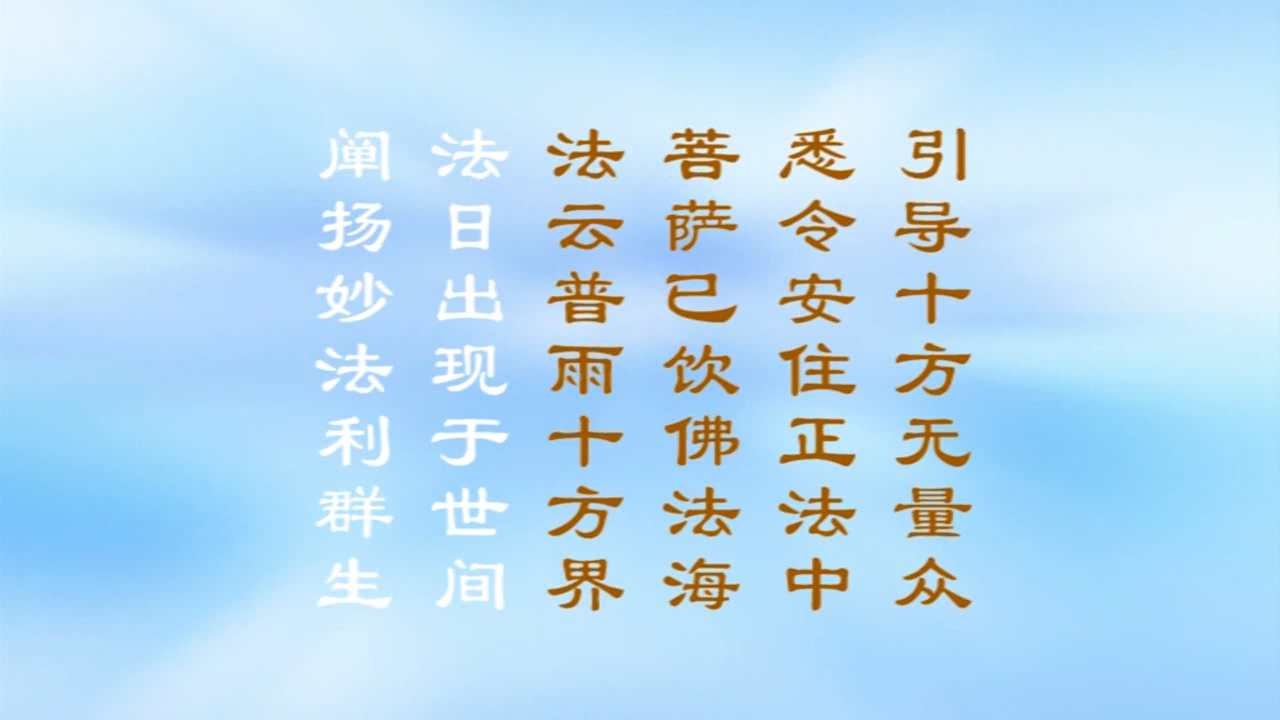 引导十方无量众
悉令安住正法中
菩萨已饮佛法海
法云普雨十方界
法日出现于世间
阐扬妙法利群生